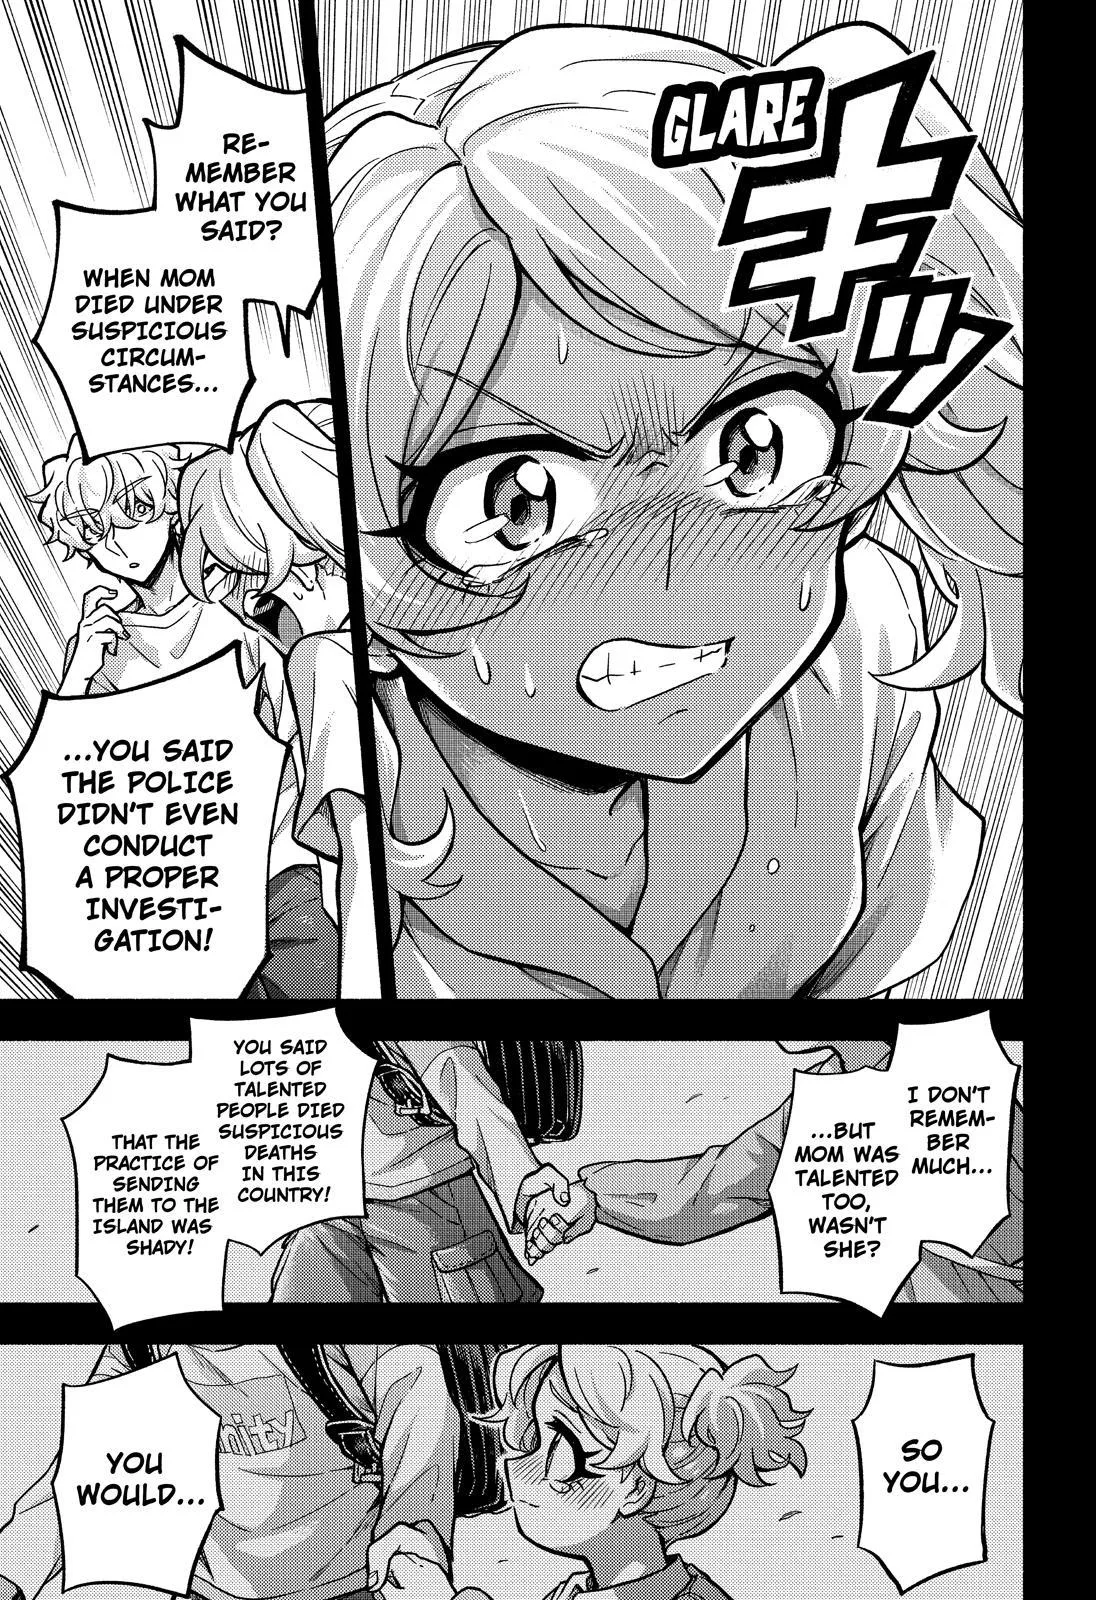 GLARE
キッ
RE-
MEMBER
WHAT YOU
SAID?
WHEN MOM
DIED UNDER
SUSPICIOUS
CIRCUM-
STANCES...
...YOU SAID
THE POLICE
DIDN'T EVEN
CONDUCT
A PROPER
INVESTI-
GATION!
I DON'T
REMEM-
BER
MUCH...
...BUT
MOM WAS
TALENTED
TOO,
WASN'T
SHE?
YOU SAID
LOTS OF
TALENTED
PEOPLE DIED
SUSPICIOUS
DEATHS
IN THIS
COUNTRY!
THAT THE
PRACTICE OF
SENDING
THEM TO THE
ISLAND WAS
SHADY!
SO
YOU...
nity
YOU
WOULD...